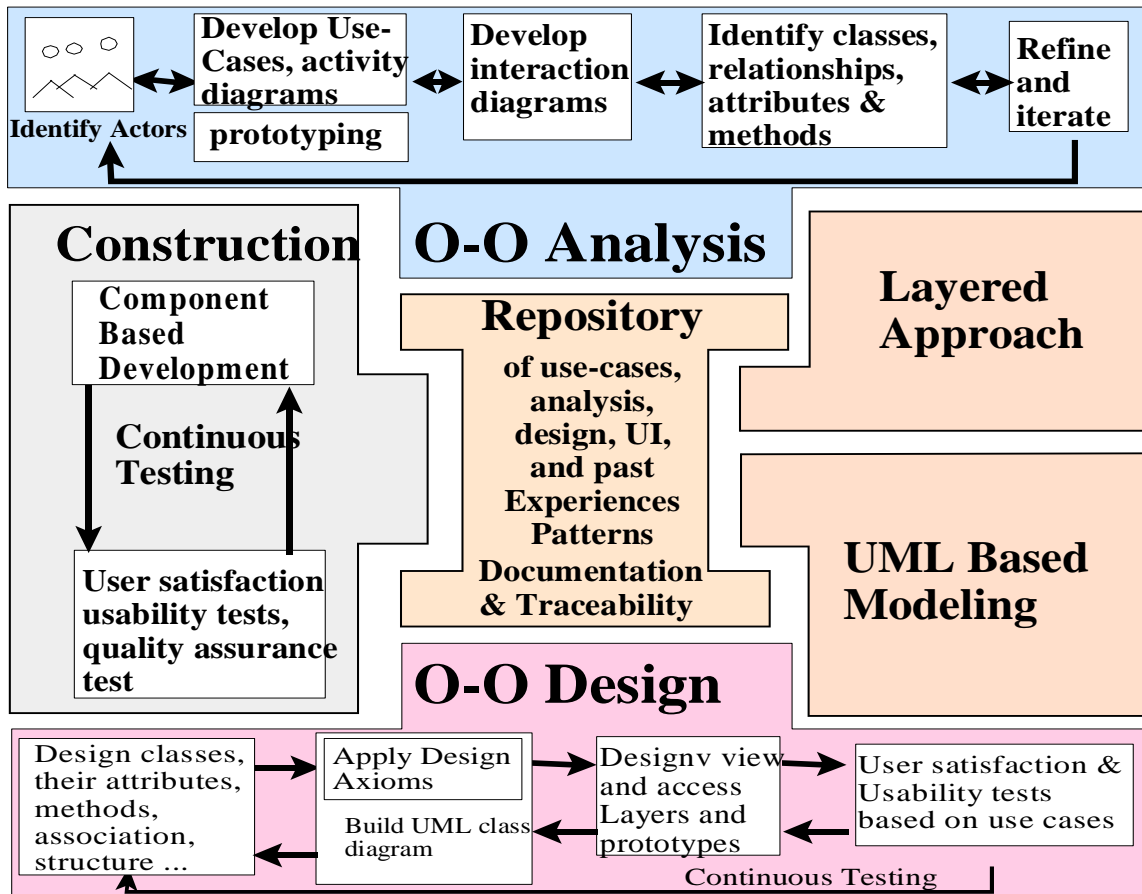 Develop Use-
Cases, activity
diagrams
prototyping
Identify Actors
Develop
interaction
diagrams
Identify classes,
relationships,
attributes &
methods
Refine
and
iterate
O-O Analysis
Construction
Component
Based
Development
Continuous
Testing
User satisfaction
usability tests,
quality assurance
test
Repository
of use-cases,
analysis,
design, UI,
and past
Experiences
Patterns
Documentation
& Traceability
Layered
Approach
UML Based
Modeling
O-O Design
Design classes,
their attributes,
methods,
association,
structure ...
Apply Design
Axioms
Build UML class
diagram
Designv view
and access
Layers and
prototypes
User satisfaction &
Usability tests
based on use cases
Continuous Testing